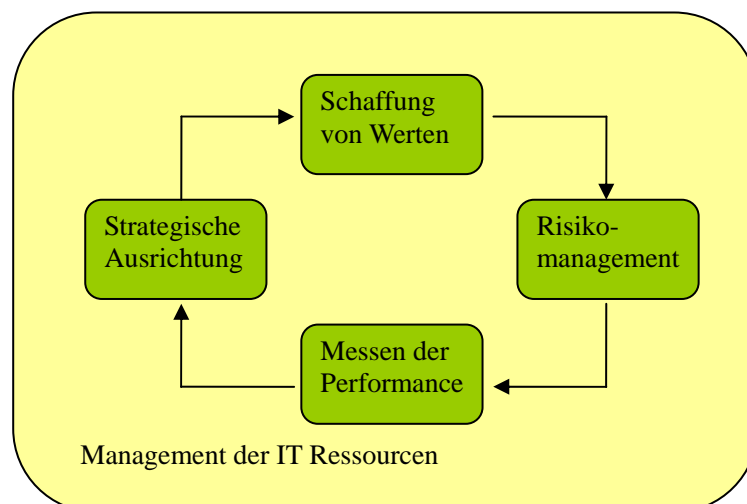 Schaffung
von Werten
Strategische
Ausrichtung
Risiko-
management
Messen der
Performance
Management der IT Ressourcen